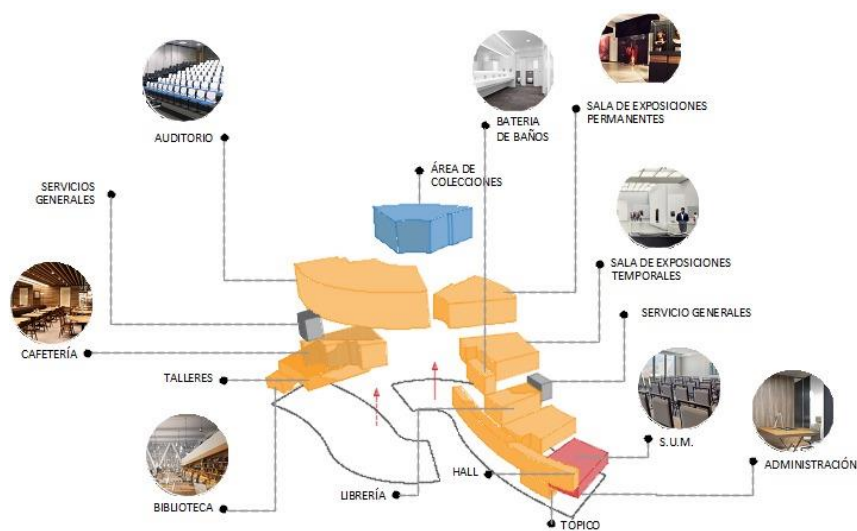 AUDITORIO
BATERIA
DE BAÑOS
SALA DE EXPOSICIONES
PERMANENTES
ÁREA DE
COLECCIONES
SERVICIOS
GENERALES
SALA DE EXPOSICIONES
TEMPORALES
SERVICIO GENERALES
CAFETERÍA
TALLERES
S.U.M.
ADMINISTRACIÓN
HALL
LIBRERÍA
BIBLIOTECA
TÓPICO